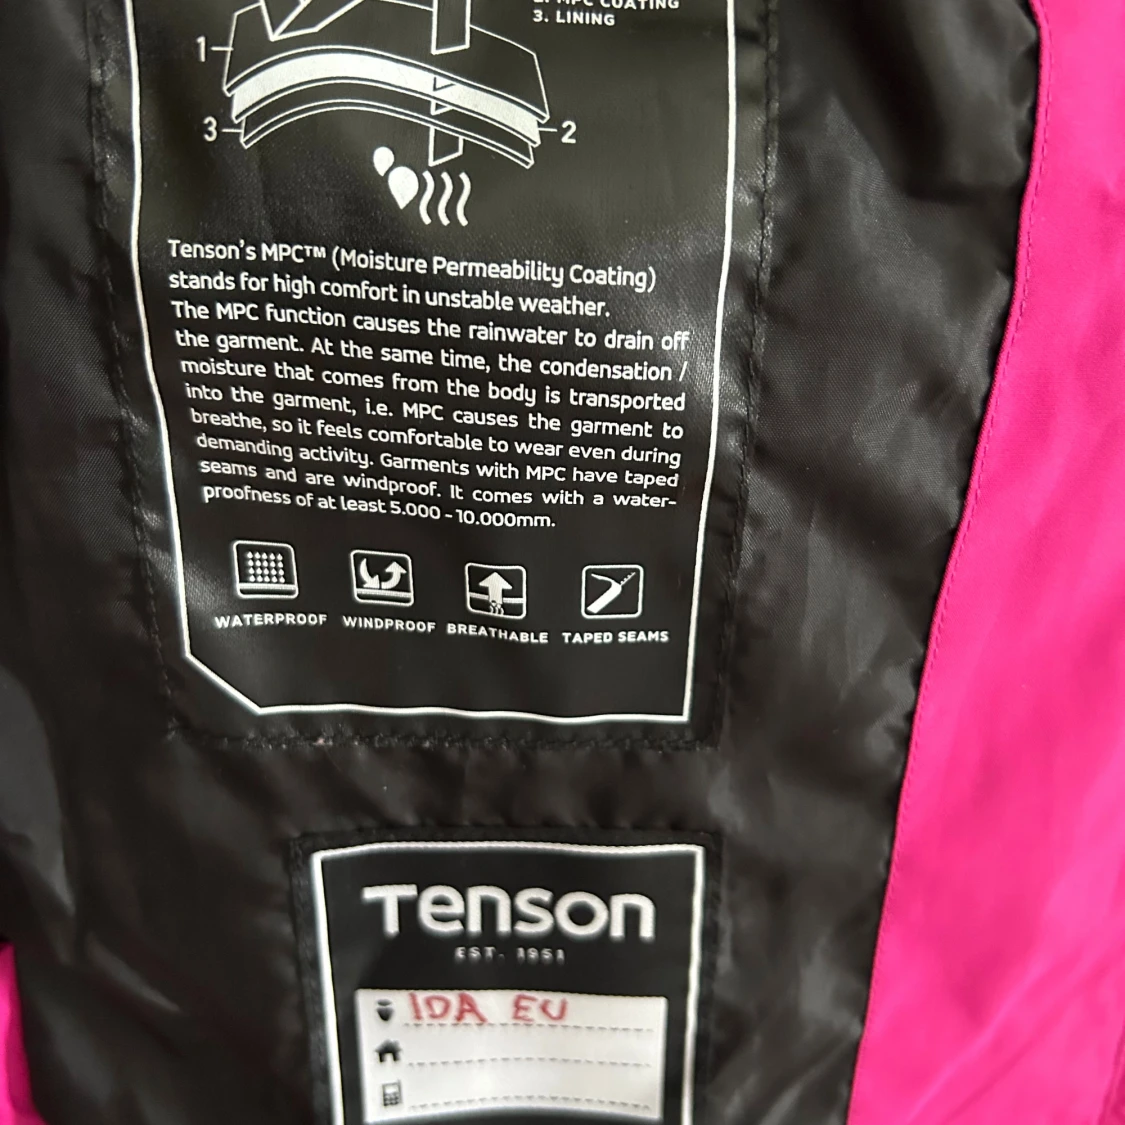 2. MPC COATING
3. LINING
1
3
2
Tenson's MPC™ (Moisture Permeability Coating)
stands for high comfort in unstable weather.
The MPC function causes the rainwater to drain off
the garment. At the same time, the condensation /
moisture that comes from the body is transported
into the garment, i.e. MPC causes the garment to
breathe, so it feels comfortable to wear even during
demanding activity. Garments with MPC have taped
seams and are windproof. It comes with a water-
proofness of at least 5.000 - 10.000mm.
WATERPROOF WINDPROOF BREATHABLE TAPED SEAMS
Tenson
EST. 1951
IDA EU